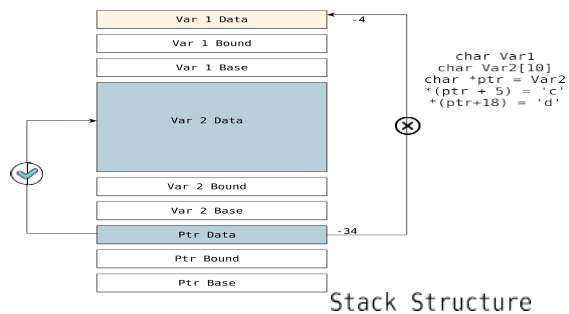 Var 1 Data
-4
Var 1 Bound
Var 1 Base
Var 2 Data
Var 2 Bound
Var 2 Base
Ptr Data
-34
Ptr Bound
Ptr Base
char Var1
char Var2[10]
char *ptr = Var2
*(ptr + 5) = 'c'
*(ptr+18) = 'd'
Stack Structure